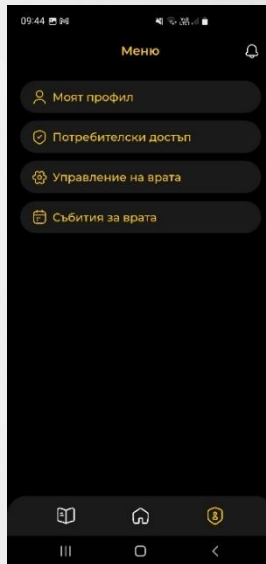 09:44
Меню
Моят профил
Потребителски достъп
Управление на врата
Събития за врата